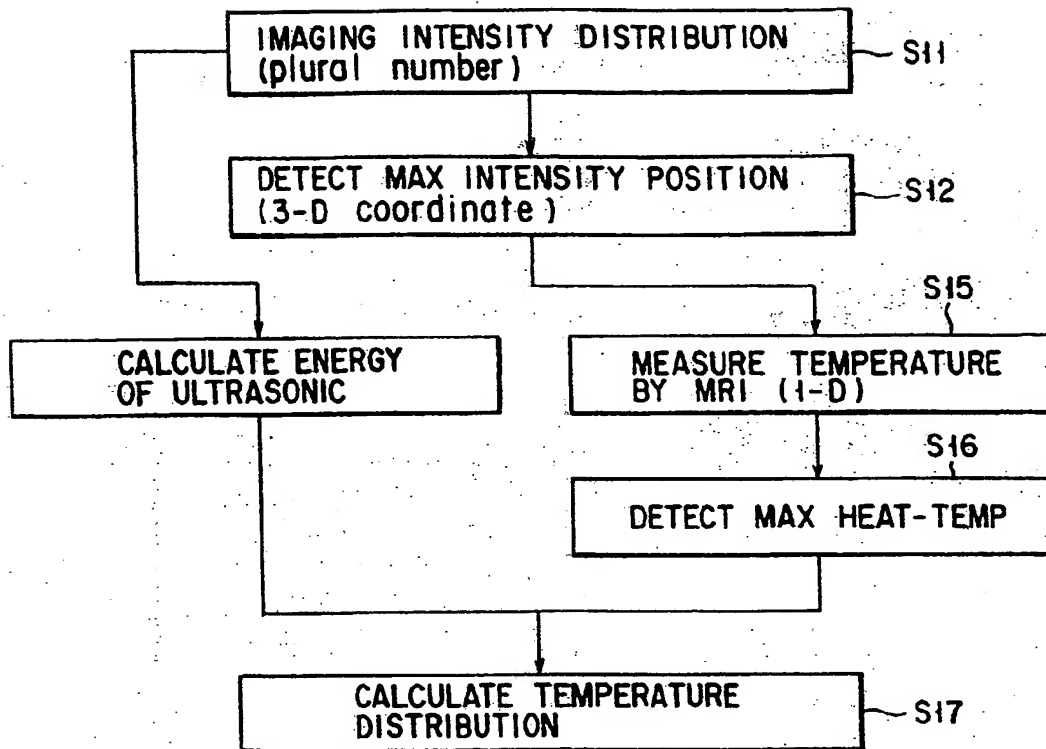 IMAGING INTENSITY DISTRIBUTION
(plural number)
S11
DETECT MAX INTENSITY POSITION
(3-D coordinate)
S12
S15
CALCULATE ENERGY
OF ULTRASONIC
MEASURE TEMPERATURE
BY MRI (1-D)
S16
DETECT MAX HEAT-TEMP
CALCULATE TEMPERATURE
DISTRIBUTION
S17